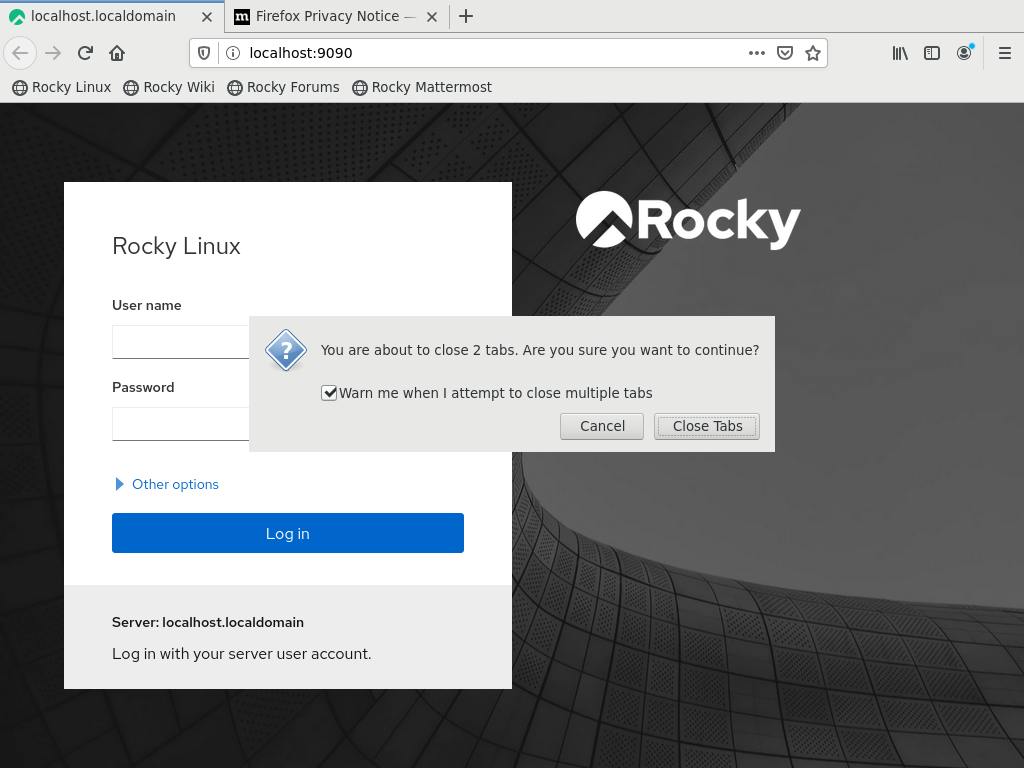 localhost.localdomain
Firefox Privacy Notice —
localhost:9090
Rocky Linux
Rocky Wiki
Rocky Forums
Rocky Mattermost
Rocky
Rocky Linux
User name
You are about to close 2 tabs. Are you sure you want to continue?
Password
Warn me when I attempt to close multiple tabs
Cancel
Close Tabs
Other options
Log in
Server: localhost.localdomain
Log in with your server user account.